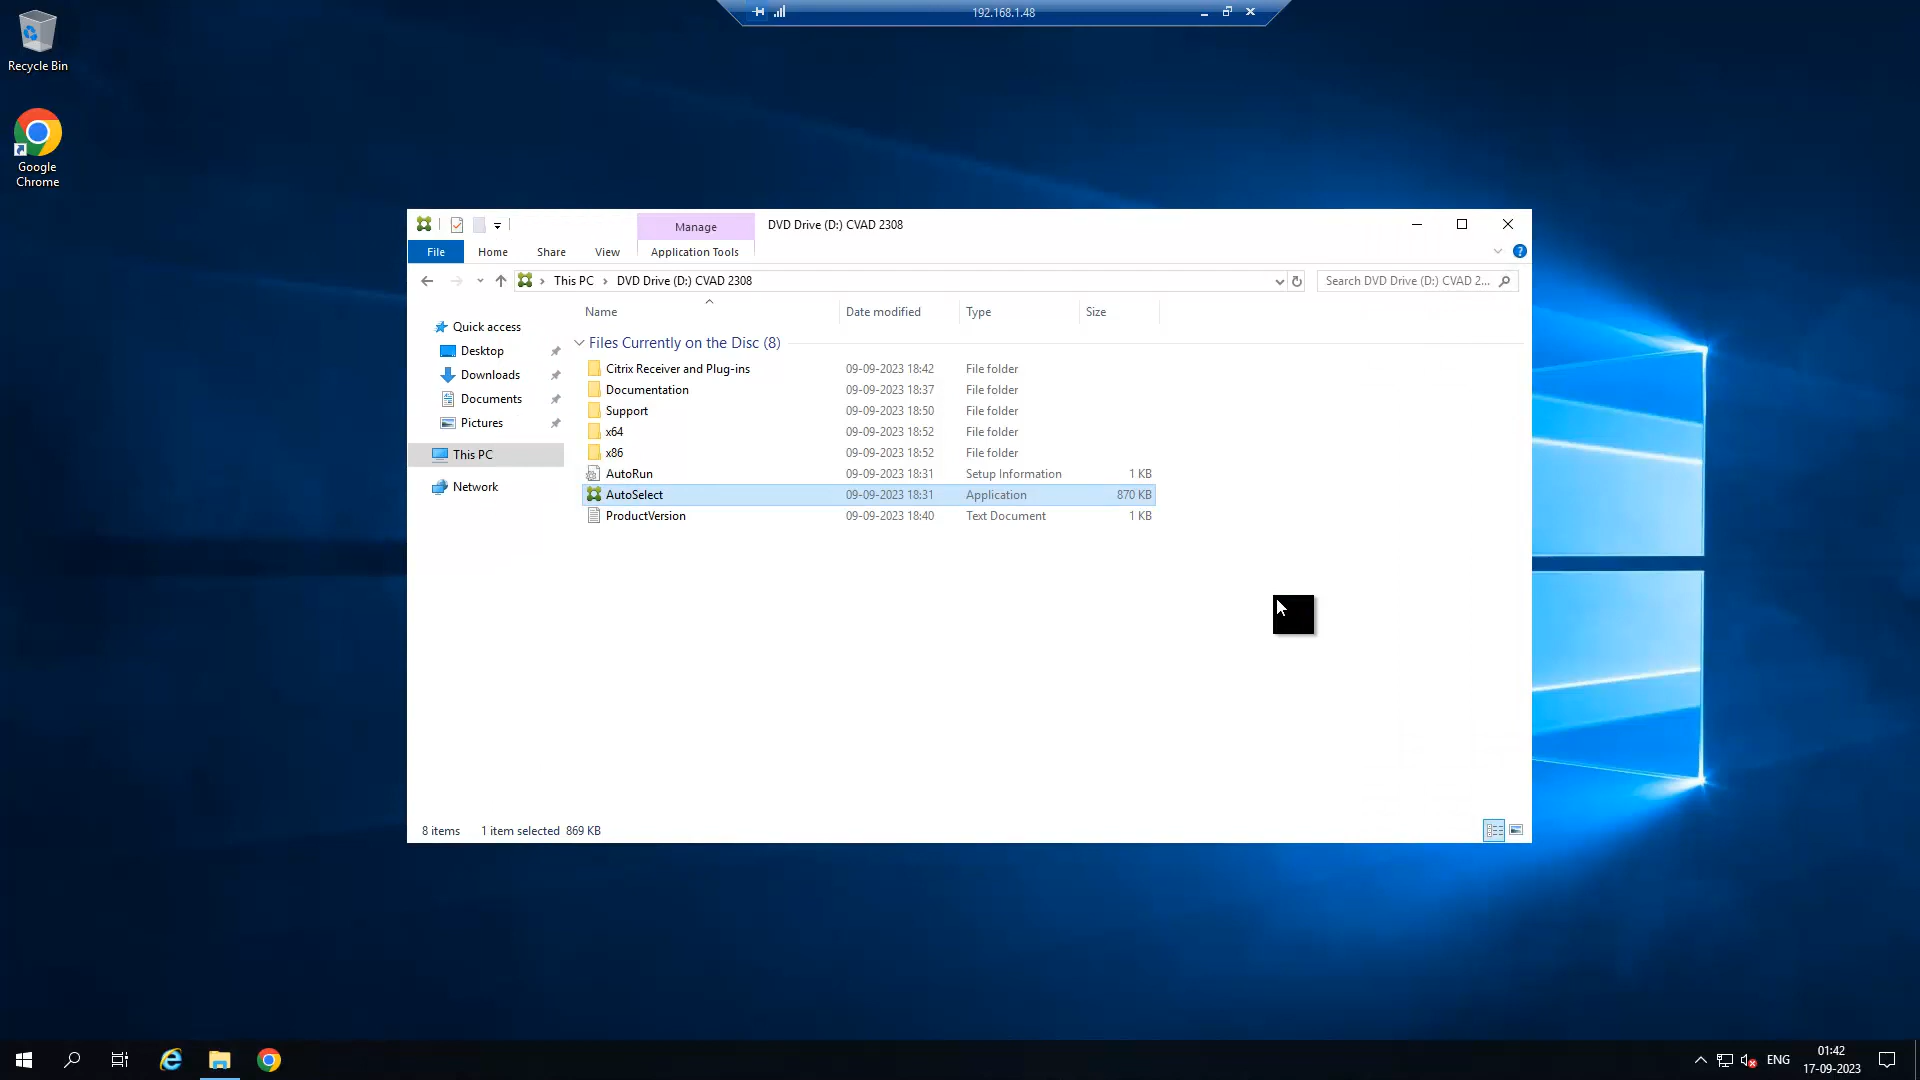 192.168.1.48
Recycle Bin
Google
Chrome
Manage
DVD Drive (D:) CVAD 2308
File
Home
Share
View
Application Tools
This PC
DVD Drive (D:) CVAD 2308
Search DVD Drive (D:) CVAD 2...
Name
Date modified
Type
Size
Quick access
Desktop
Downloads
Documents
Pictures
This PC
Network
Files Currently on the Disc (8)
Citrix Receiver and Plug-ins 09-09-2023 18:42 File folder
Documentation 09-09-2023 18:37 File folder
Support 09-09-2023 18:50 File folder
x64 09-09-2023 18:52 File folder
x86 09-09-2023 18:52 File folder
AutoRun 09-09-2023 18:31 Setup Information 1 KB
AutoSelect 09-09-2023 18:31 Application 870 KB
ProductVersion 09-09-2023 18:40 Text Document 1 KB
8 items 1 item selected 869 KB
ENG
01:42
17-09-2023